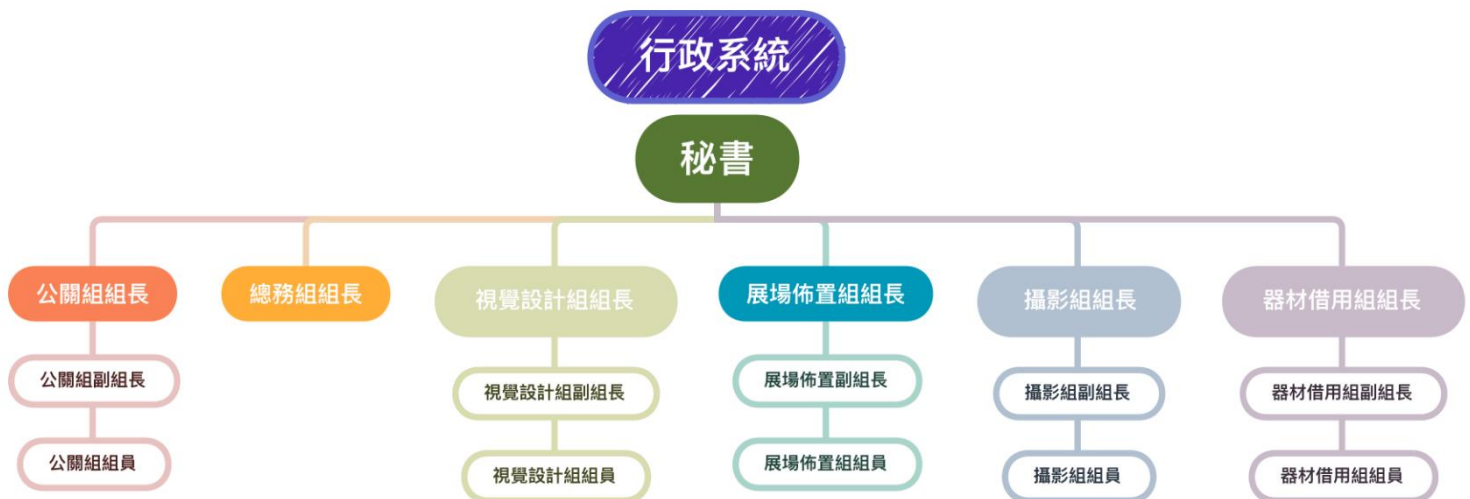 行政系統
秘書
公關組組長
總務組組長
視覺設計組組長
展場佈置組組長
攝影組組長
器材借用組組長
公關組副組長
視覺設計組副組長
展場佈置副組長
攝影組副組長
器材借用組副組長
公關組組員
視覺設計組組員
展場佈置組組員
攝影組組員
器材借用組組員